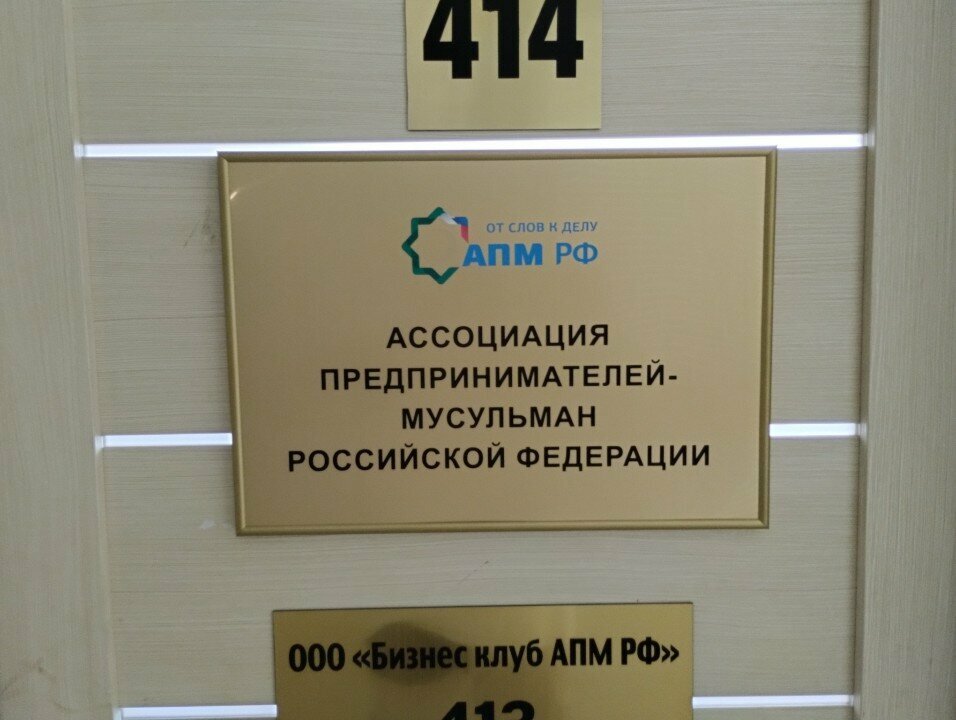 414
ОТ СЛОВ К ДЕЛУ
АПМ РФ
АССОЦИАЦИЯ
ПРЕДПРИНИМАТЕЛЕЙ-
МУСУЛЬМАН
РОССИЙСКОЙ ФЕДЕРАЦИИ
ООО «Бизнес клуб АПМ РФ»